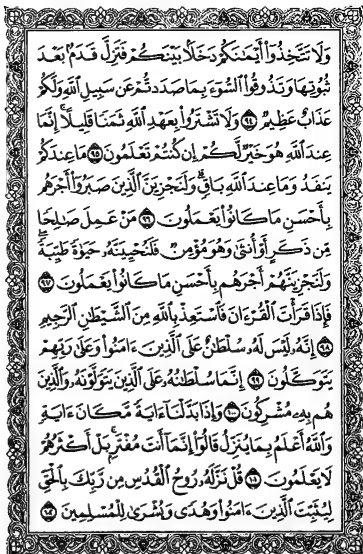 وَلَا تَتَّخِذُوٓا۟ أَيْمَـٰنَكُمْ دَخَلًۢا بَيْنَكُمْ فَتَزِلَّ قَدَمٌۢ بَعْدَ
ثُبُوتِهَا وَتَذُوقُوا۟ ٱلسُّوٓءَ بِمَا صَدَدتُّمْ عَن سَبِيلِ ٱللَّهِ وَلَكُمْ
عَذَابٌ عَظِيمٌ ٩٤ وَلَا تَشْتَرُوا۟ بِعَهْدِ ٱللَّهِ ثَمَنًا قَلِيلًا إِنَّمَا
عِندَ ٱللَّهِ هُوَ خَيْرٌ لَّكُمْ إِن كُنتُمْ تَعْلَمُونَ ٩٥ مَا عِندَكُمْ
يَنفَدُ وَمَا عِندَ ٱللَّهِ بَاقٍ وَلَنَجْزِيَنَّ ٱلَّذِينَ صَبَرُوٓا۟ أَجْرَهُم
بِأَحْسَنِ مَا كَانُوا۟ يَعْمَلُونَ ٩٦ مَنْ عَمِلَ صَـٰلِحًا
مِّن ذَكَرٍ أَوْ أُنثَىٰ وَهُوَ مُؤْمِنٌ فَلَنُحْيِيَنَّهُۥ حَيَوٰةً طَيِّبَةً
وَلَنَجْزِيَنَّهُمْ أَجْرَهُم بِأَحْسَنِ مَا كَانُوا۟ يَعْمَلُونَ ٩٧
فَإِذَا قَرَأْتَ ٱلْقُرْءَانَ فَٱسْتَعِذْ بِٱللَّهِ مِنَ ٱلشَّيْطَـٰنِ ٱلرَّجِيمِ
٩٨ إِنَّهُۥ لَيْسَ لَهُۥ سُلْطَـٰنٌ عَلَى ٱلَّذِينَ ءَامَنُوا۟ وَعَلَىٰ رَبِّهِمْ
يَتَوَكَّلُونَ ٩٩ إِنَّمَا سُلْطَـٰنُهُۥ عَلَى ٱلَّذِينَ يَتَوَلَّوْنَهُۥ وَٱلَّذِينَ
هُم بِهِۦ مُشْرِكُونَ ١٠٠ وَإِذَا بَدَّلْنَآ ءَايَةً مَّكَانَ ءَايَةٍ
وَٱللَّهُ أَعْلَمُ بِمَا يُنَزِّلُ قَالُوٓا۟ إِنَّمَآ أَنتَ مُفْتَرٍۭ بَلْ أَكْثَرُهُمْ
لَا يَعْلَمُونَ ١٠١ قُلْ نَزَّلَهُۥ رُوحُ ٱلْقُدُسِ مِن رَّبِّكَ بِٱلْحَقِّ
لِيُثَبِّتَ ٱلَّذِينَ ءَامَنُوا۟ وَهُدًى وَبُشْرَىٰ لِلْمُسْلِمِينَ ١٠٢